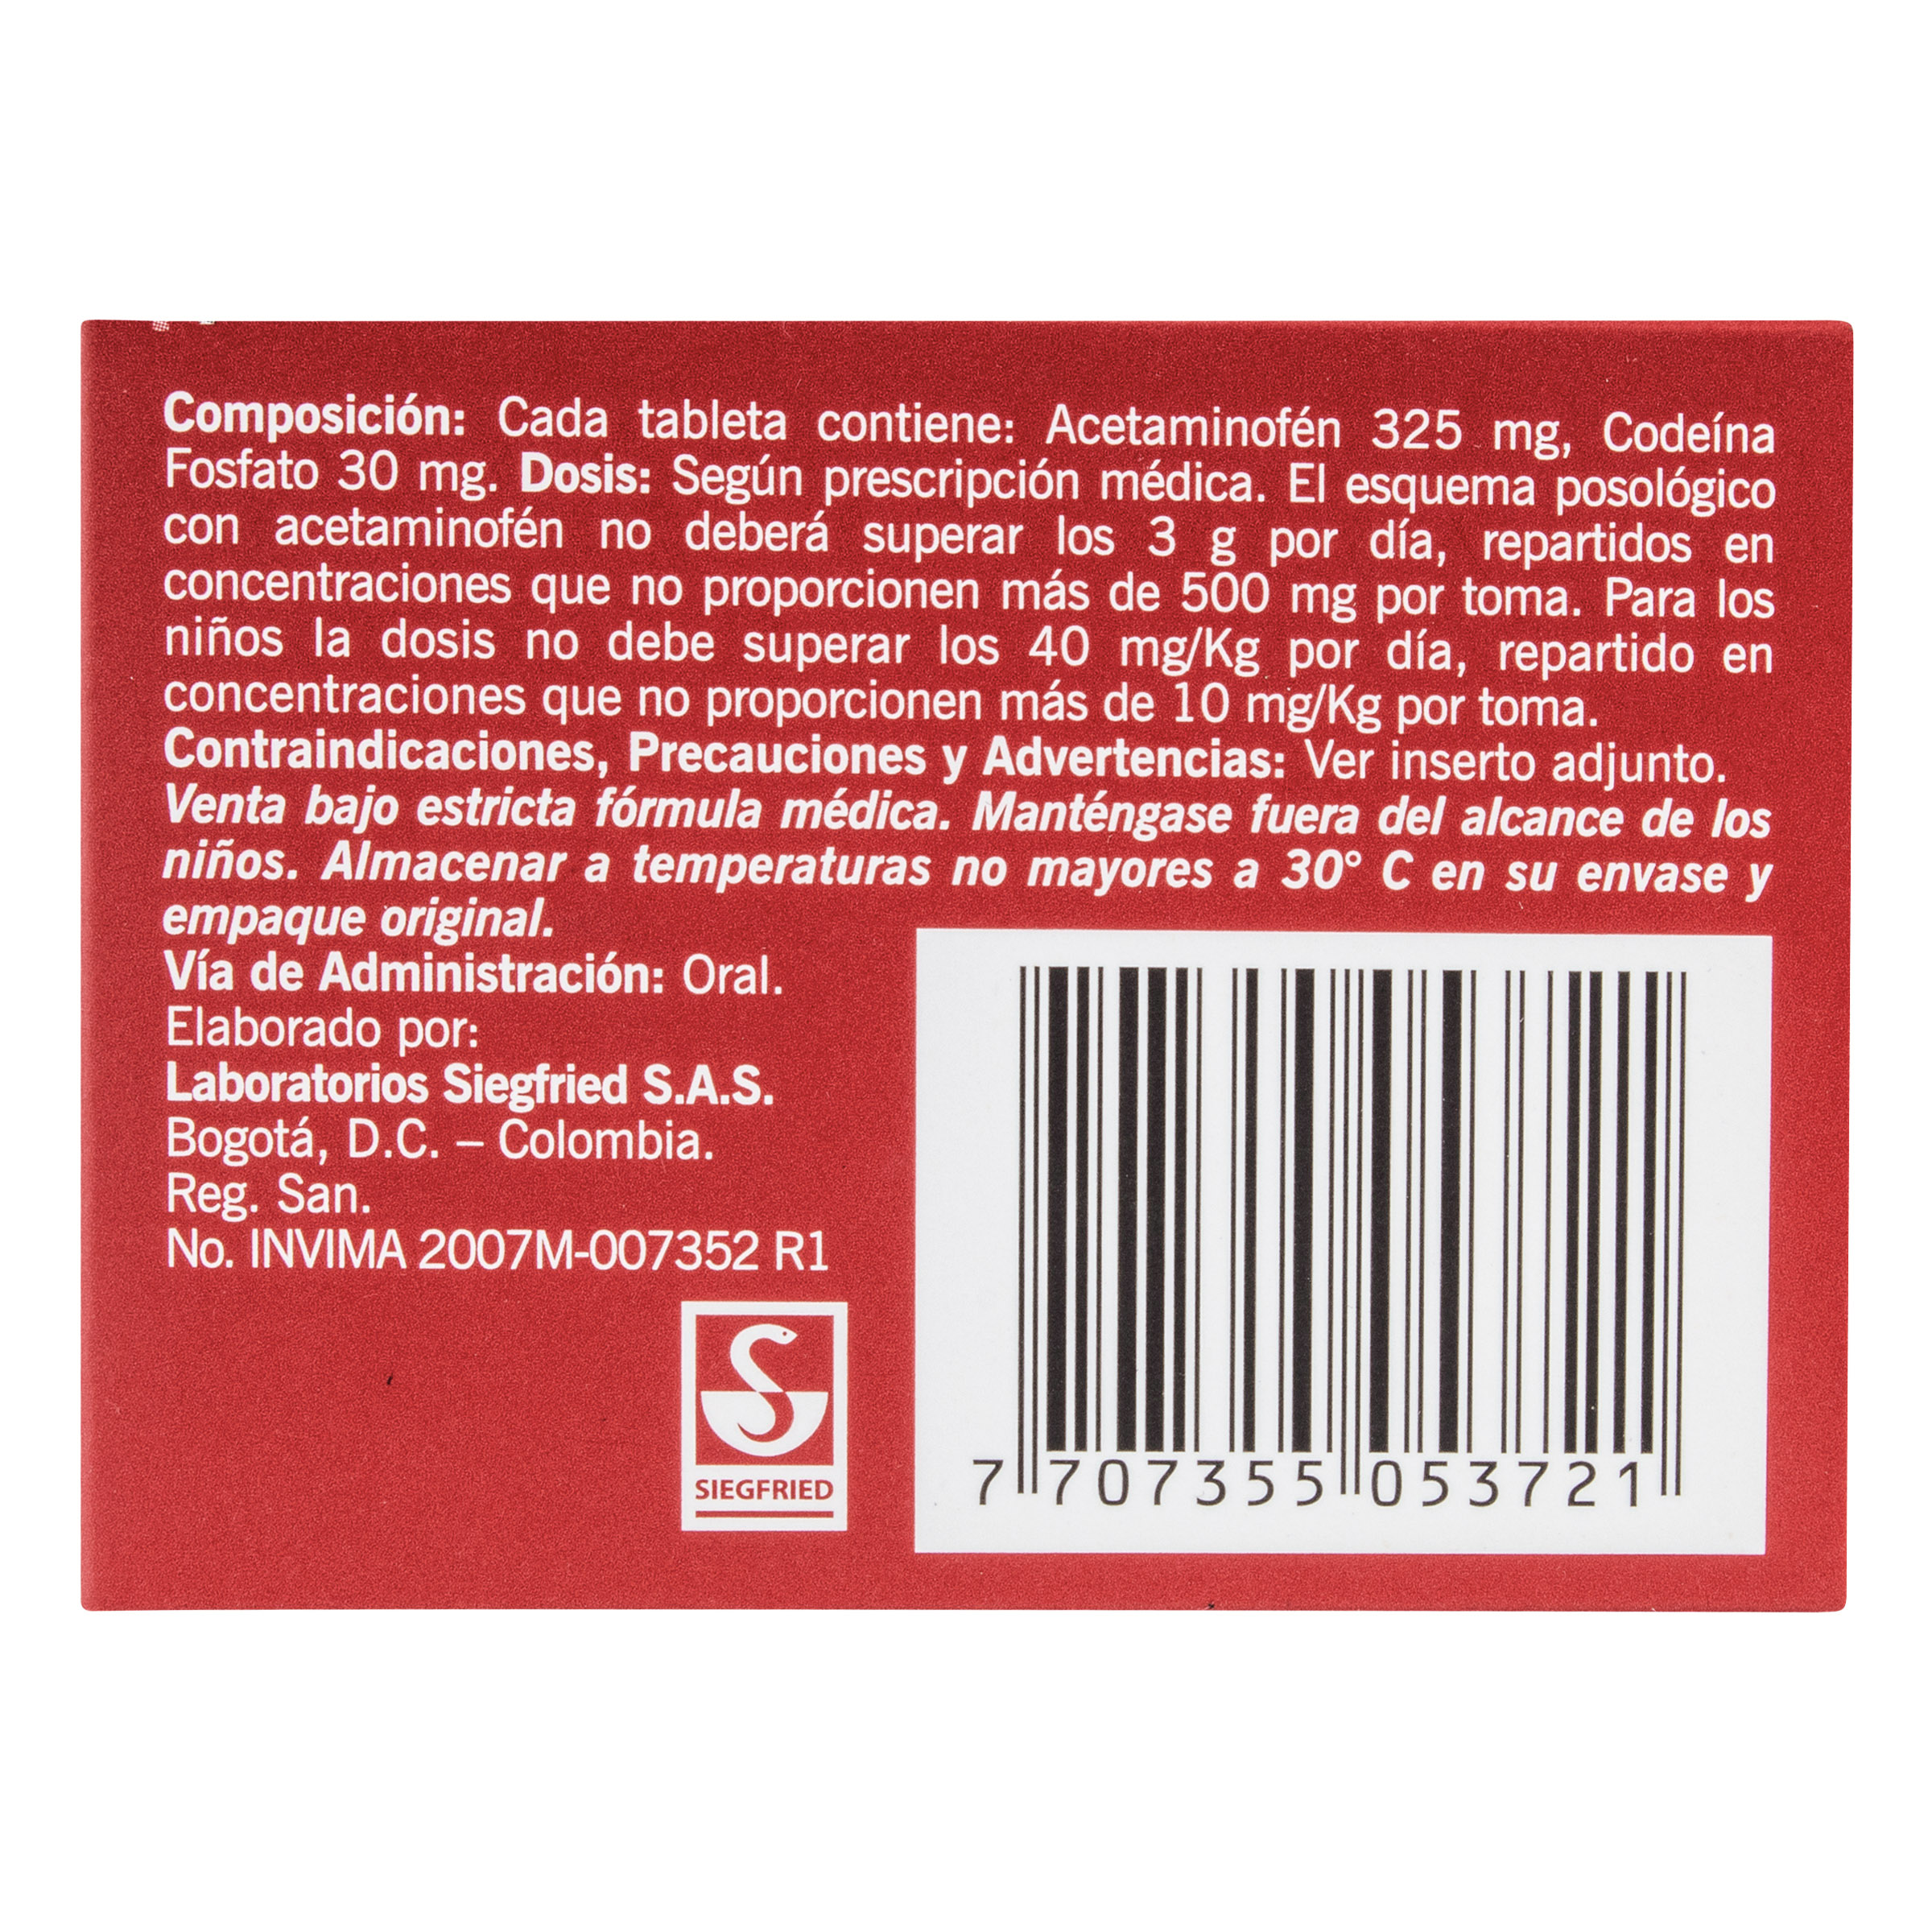 Composición: Cada tableta contiene: Acetaminofén 325 mg, Codeína
Fosfato 30 mg. Dosis: Según prescripción médica. El esquema posológico
con acetaminofén no deberá superar los 3 g por día, repartidos en
concentraciones que no proporcionen más de 500 mg por toma. Para los
niños la dosis no debe superar los 40 mg/Kg por día, repartido en
concentraciones que no proporcionen más de 10 mg/Kg por toma.
Contraindicaciones, Precauciones y Advertencias: Ver inserto adjunto.
Venta bajo estricta fórmula médica. Manténgase fuera del alcance de los
niños. Almacenar a temperaturas no mayores a 30° C en su envase y
empaque original.
Vía de Administración: Oral.
Elaborado por:
Laboratorios Siegfried S.A.S.
Bogotá, D.C. – Colombia.
Reg. San.
No. INVIMA 2007M-007352 R1
SIEGFRIED
7 707355 053721